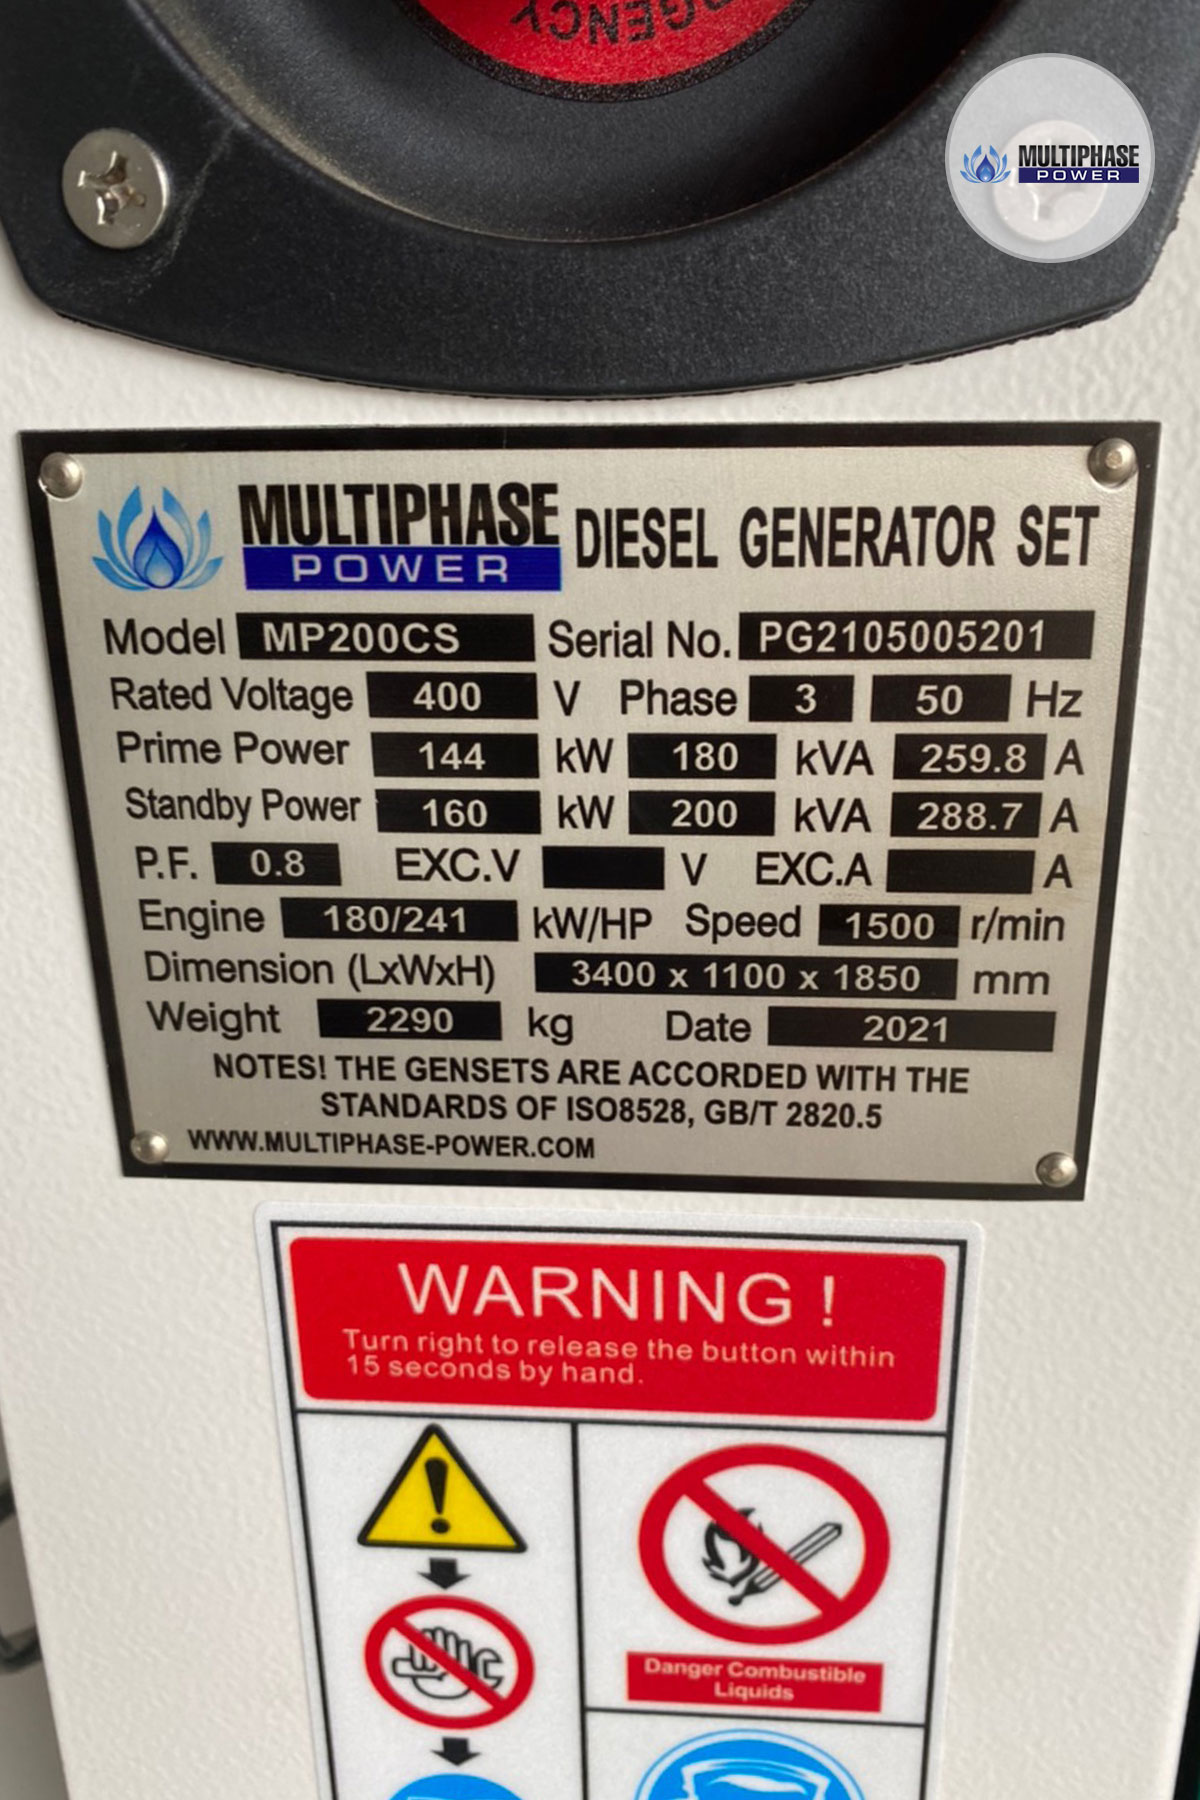 EMERGENCY
MULTIPHASE
POWER
MULTIPHASE
POWER
DIESEL GENERATOR SET
Model MP200CS Serial No. PG2105005201
Rated Voltage 400 V Phase 3 50 Hz
Prime Power 144 kW 180 kVA 259.8 A
Standby Power 160 kW 200 kVA 288.7 A
P.F. 0.8 EXC.V V EXC.A A
Engine 180/241 kW/HP Speed 1500 r/min
Dimension (LxWxH) 3400 x 1100 x 1850 mm
Weight 2290 kg Date 2021
NOTES! THE GENSETS ARE ACCORDED WITH THE
STANDARDS OF ISO8528, GB/T 2820.5
WWW.MULTIPHASE-POWER.COM
WARNING !
Turn right to release the button within
15 seconds by hand.
Danger Combustible
Liquids